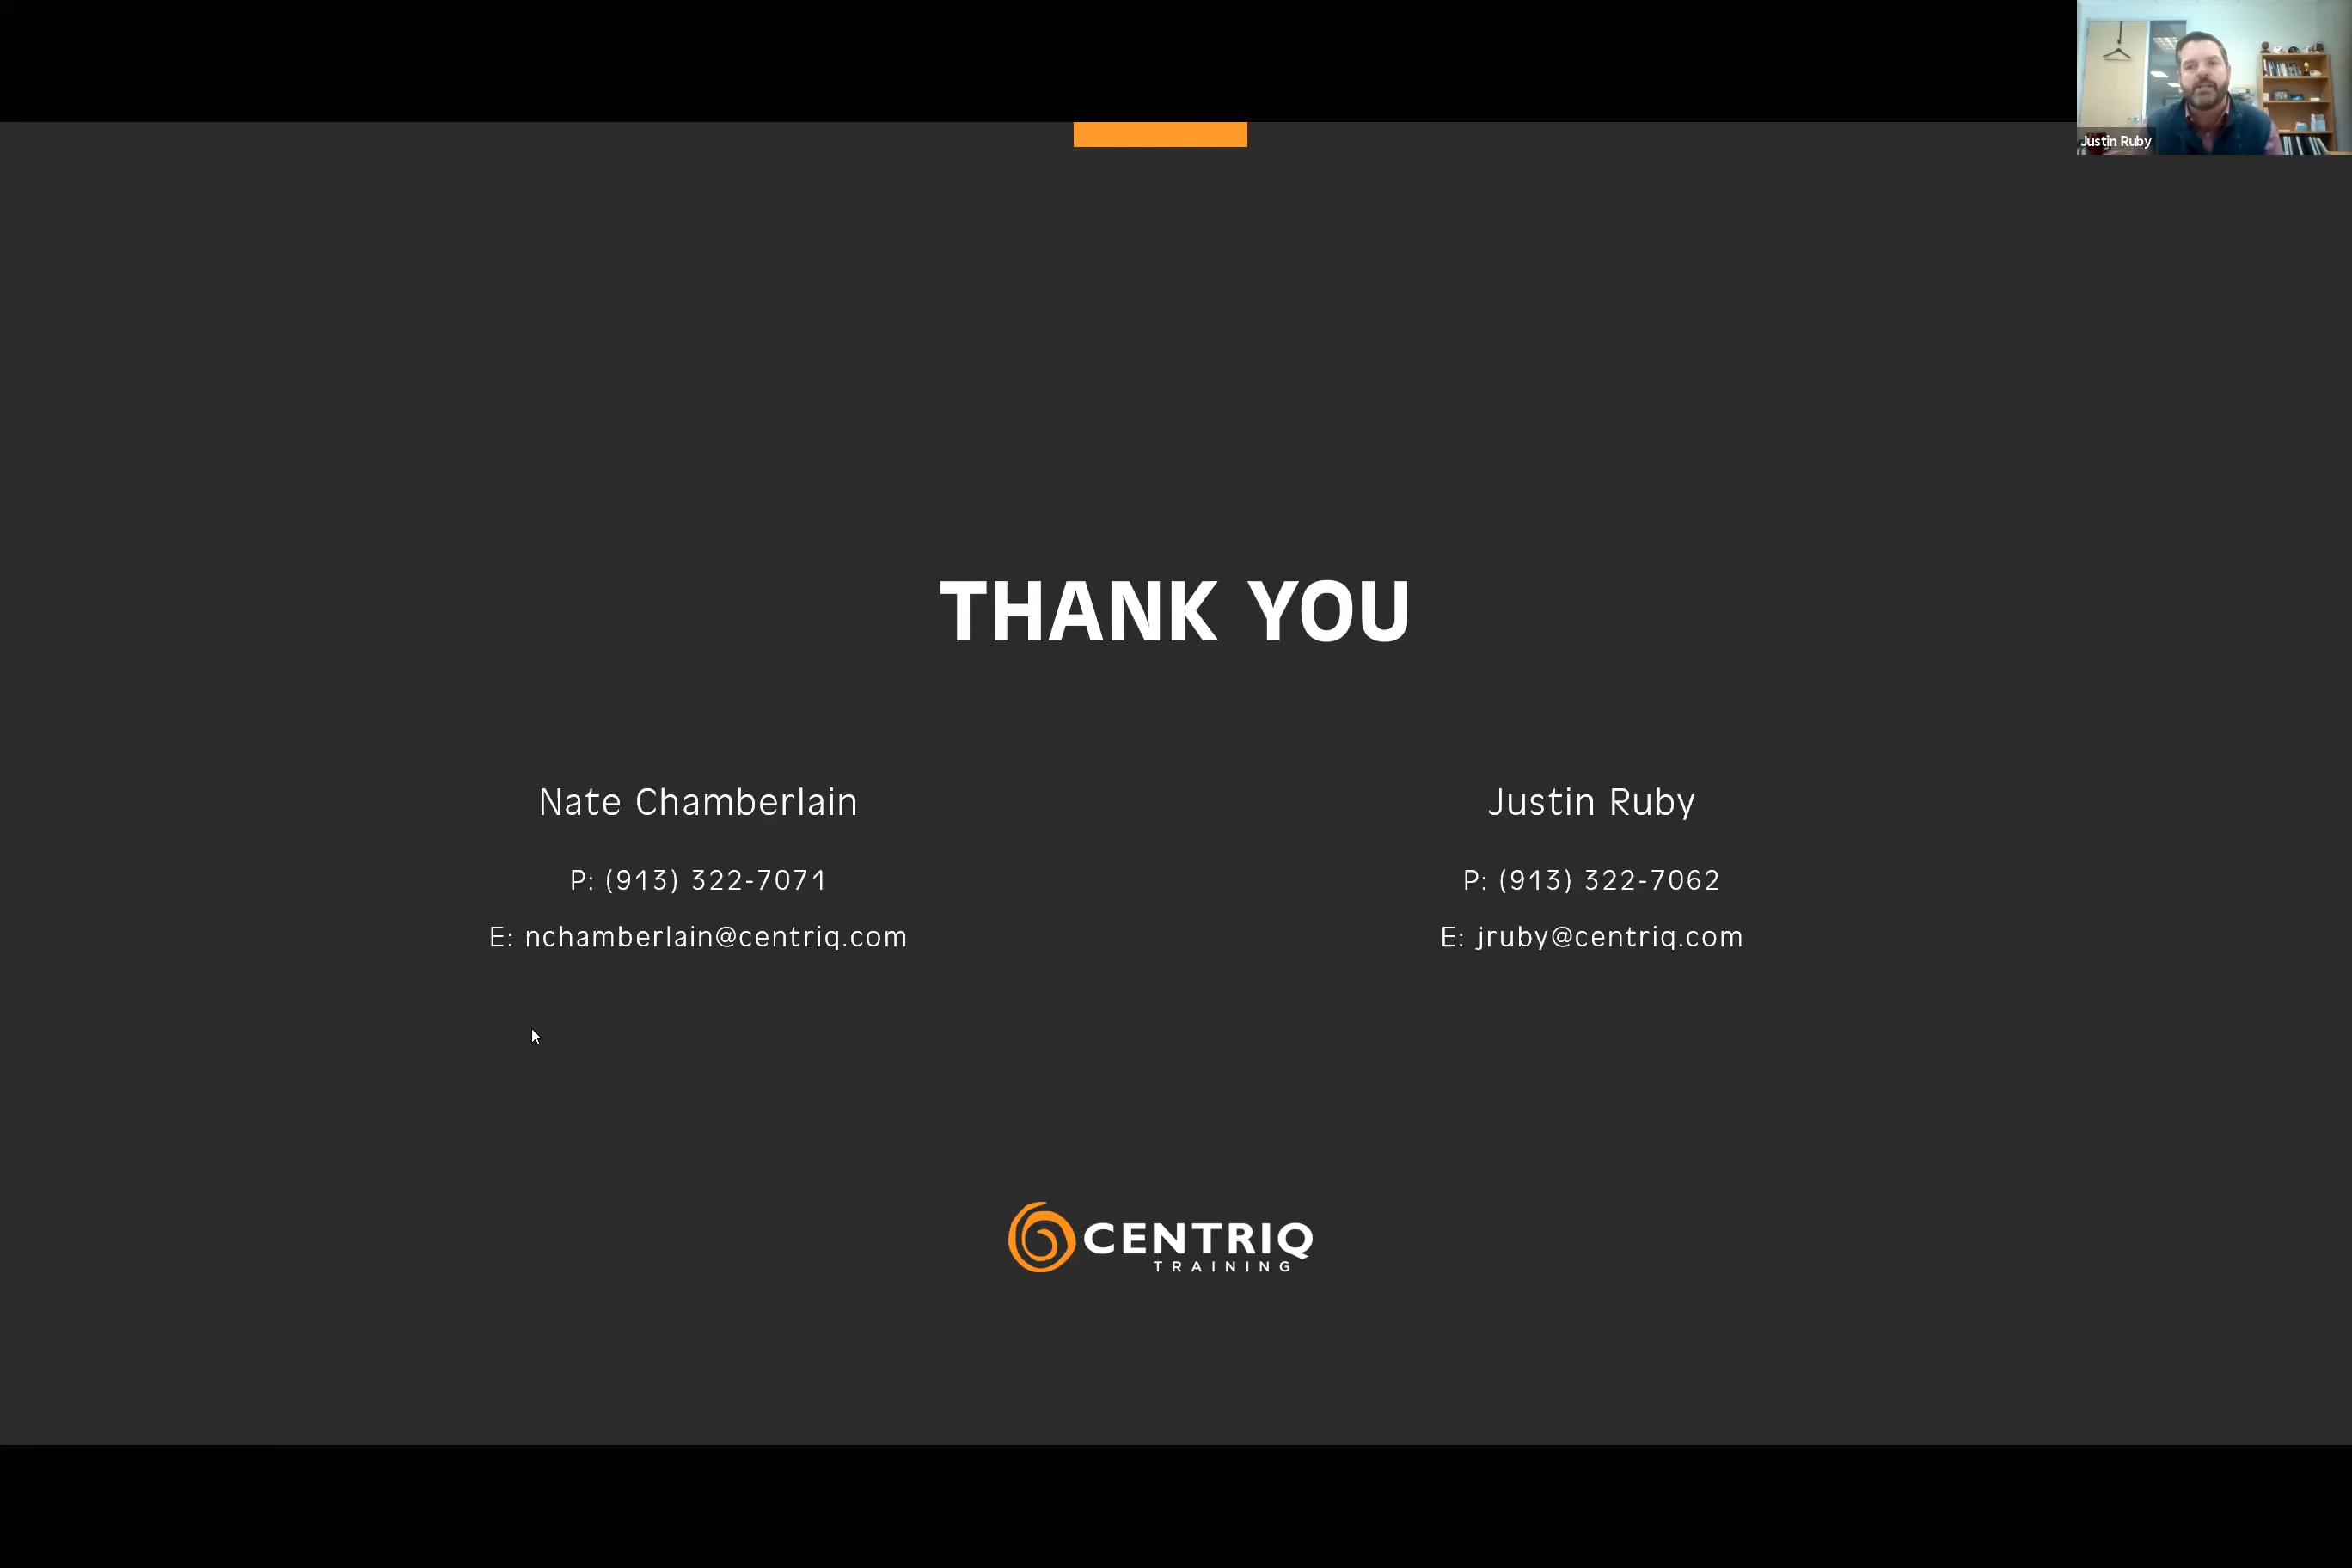 Justin Ruby
THANK YOU
Nate Chamberlain
P: (913) 322-7071
E: nchamberlain@centriq.com
Justin Ruby
P: (913) 322-7062
E: jruby@centriq.com
CENTRIQ
TRAINING